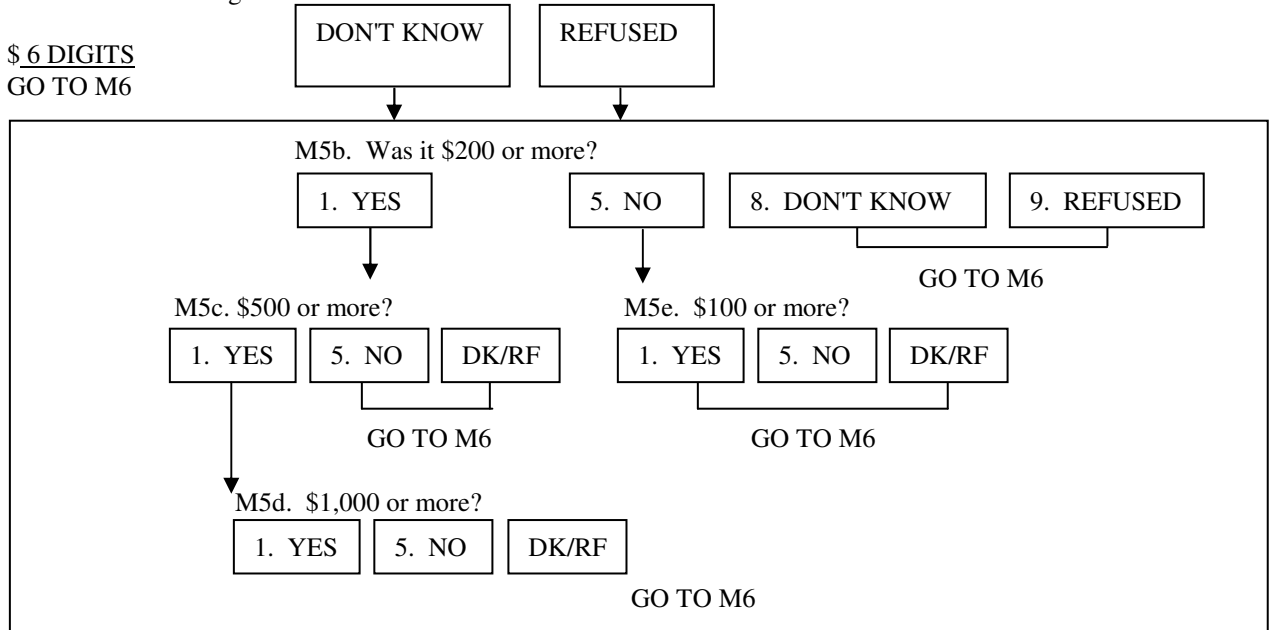 DON'T KNOW REFUSED
$ 6 DIGITS
GO TO M6
M5b. Was it $200 or more?
1. YES 5. NO 8. DON'T KNOW 9. REFUSED
GO TO M6
M5c. $500 or more? M5e. $100 or more?
1. YES 5. NO DK/RF 1. YES 5. NO DK/RF
GO TO M6 GO TO M6
M5d. $1,000 or more?
1. YES 5. NO DK/RF
GO TO M6